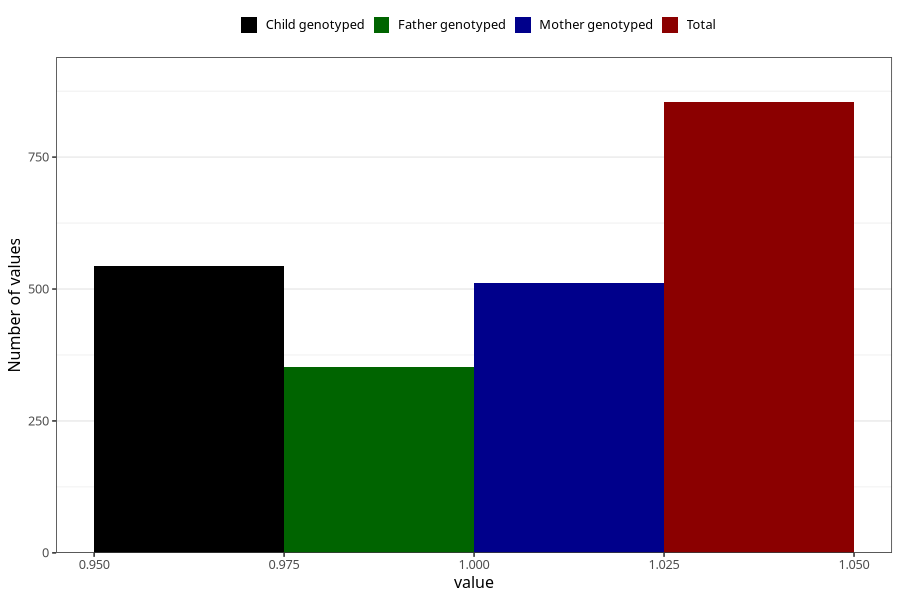 Child genotyped Father genotyped Mother genotyped Total
Number of values
750
500
250
0
0.950 0.975 1.000 1.025 1.050
value